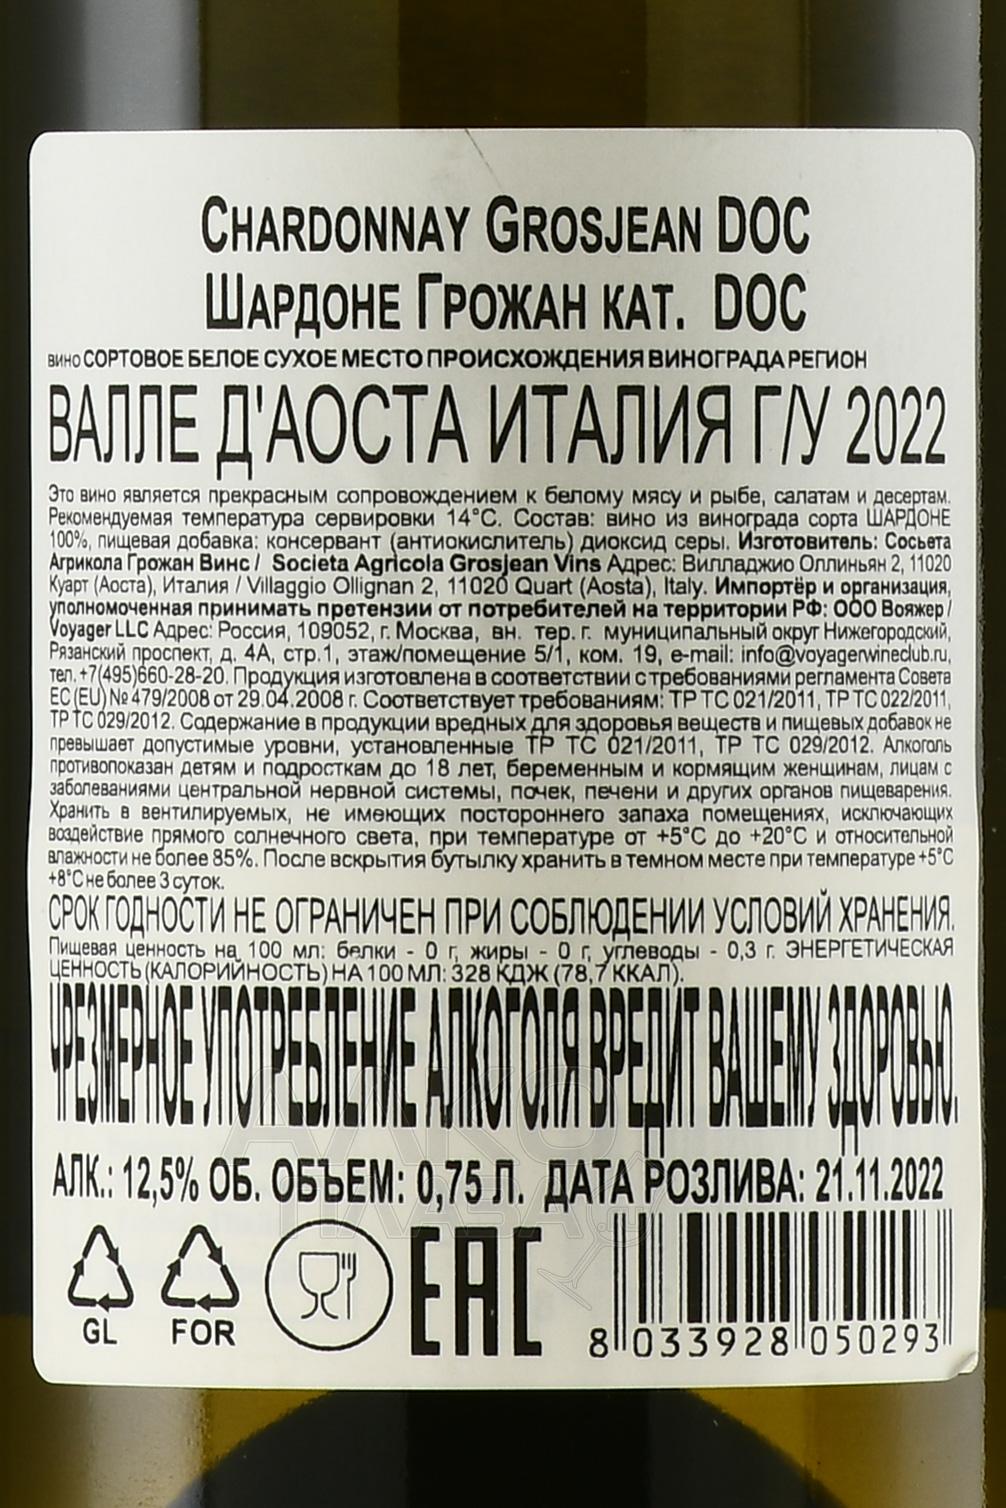 CHARDONNAY GROSJEAN DOC
ШАРДОНЕ ГРОЖАН КАТ. DOC
ВИНО СОРТОВОЕ БЕЛОЕ СУХОЕ МЕСТО ПРОИСХОЖДЕНИЯ ВИНОГРАДА РЕГИОН
ВАЛЛЕ Д'АОСТА ИТАЛИЯ Г/У 2022
Это вино является прекрасным сопровождением к белому мясу и рыбе, салатам и десертам.
Рекомендуемая температура сервировки 14°С. Состав: вино из винограда сорта ШАРДОНЕ
100%, пищевая добавка: консервант (антиокислитель) диоксид серы. Изготовитель: Сосьета
Агрикола Грожан Винс / Societa Agricola Grosjean Vins Адрес: Вилладжио Оллиньян 2, 11020
Куарт (Аоста), Италия / Villaggio Ollignan 2, 11020 Quart (Aosta), Italy. Импортёр и организация,
уполномоченная принимать претензии от потребителей на территории РФ: ООО Вояжер /
Voyager LLC Адрес: Россия, 109052, г. Москва, вн. тер. г. муниципальный округ Нижегородский,
Рязанский проспект, д. 4А, стр.1, этаж/помещение 5/1, ком. 19, e-mail: info@voyagerwineclub.ru,
тел. +7(495)660-28-20. Продукция изготовлена в соответствии с требованиями регламента Совета
ЕС (EU) № 479/2008 от 29.04.2008 г. Соответствует требованиям: ТР ТС 021/2011, ТР ТС 022/2011,
ТР ТС 029/2012. Содержание в продукции вредных для здоровья веществ и пищевых добавок не
превышает допустимые уровни, установленные ТР ТС 021/2011, ТР ТС 029/2012. Алкоголь
противопоказан детям и подросткам до 18 лет, беременным и кормящим женщинам, лицам с
заболеваниями центральной нервной системы, почек, печени и других органов пищеварения.
Хранить в вентилируемых, не имеющих постороннего запаха помещениях, исключающих
воздействие прямого солнечного света, при температуре от +5°С до +20°С и относительной
влажности не более 85%. После вскрытия бутылку хранить в темном месте при температуре +5°С
+8°С не более 3 суток.
СРОК ГОДНОСТИ НЕ ОГРАНИЧЕН ПРИ СОБЛЮДЕНИИ УСЛОВИЙ ХРАНЕНИЯ.
Пищевая ценность на 100 мл: белки - 0 г, жиры - 0 г, углеводы - 0,3 г. ЭНЕРГЕТИЧЕСКАЯ
ЦЕННОСТЬ (КАЛОРИЙНОСТЬ) НА 100 МЛ: 328 КДЖ (78,7 ККАЛ).
ЧРЕЗМЕРНОЕ УПОТРЕБЛЕНИЕ АЛКОГОЛЯ ВРЕДИТ ВАШЕМУ ЗДОРОВЬЮ.
АЛК.: 12,5% ОБ. ОБЪЕМ: 0,75 Л. ДАТА РОЗЛИВА: 21.11.2022
АЛКО
ПЛАЗА
GL FOR
EAC
8 033928 050293